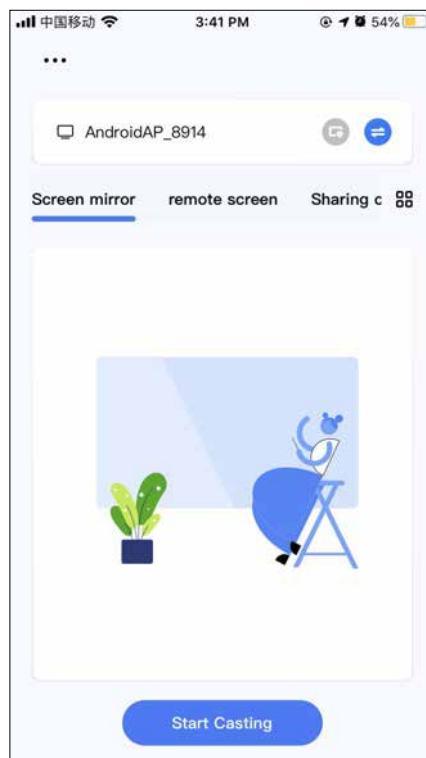 中国移动 3:41 PM 54%
AndroidAP_8914
Screen mirror remote screen Sharing c
Start Casting